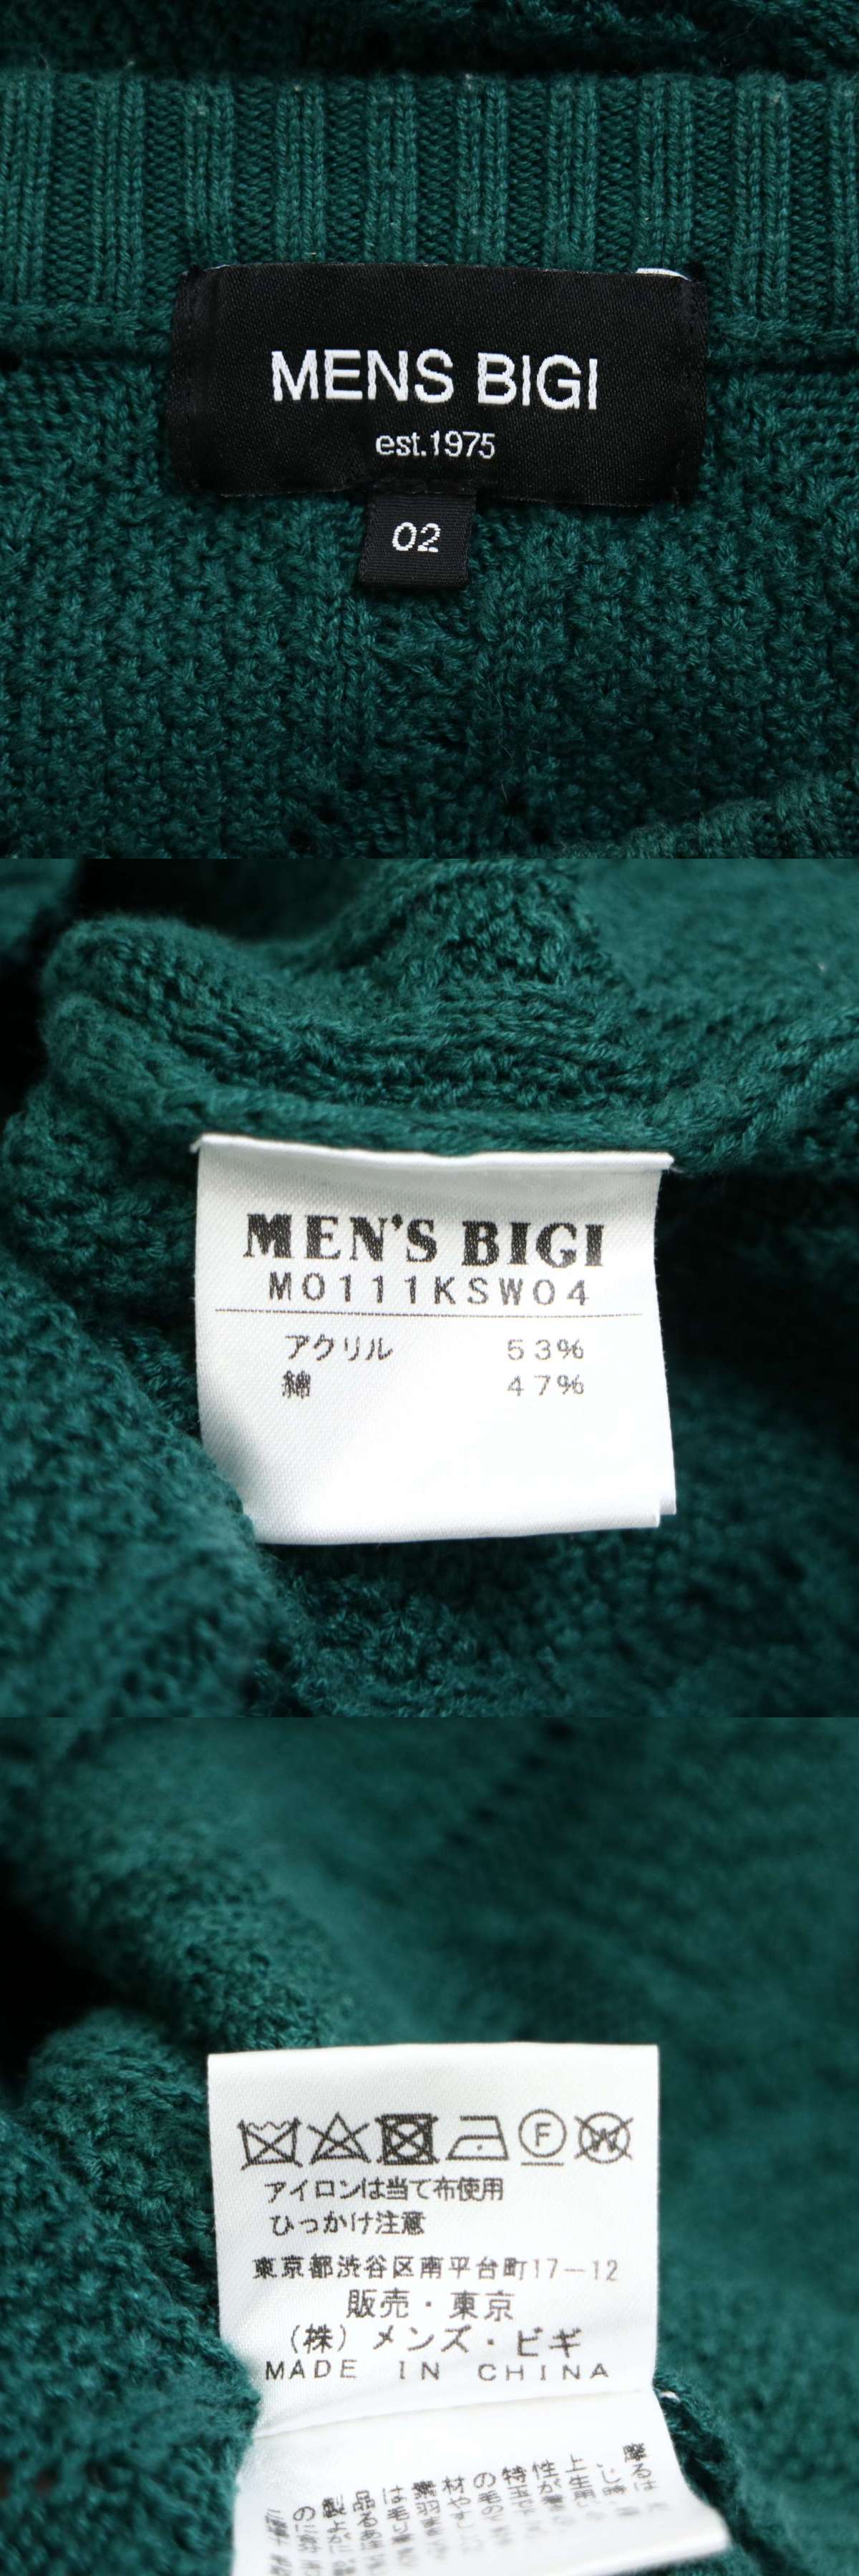 MENS BIGI
est.1975
02
MEN'S BIGI
M0111KSW04
アクリル 53%
綿 47%
F
W
アイロンは当て布使用
ひっかけ注意
東京都渋谷区南平台町17-12
販売・東京
(株)メンズ・ビギ
MADE IN CHINA